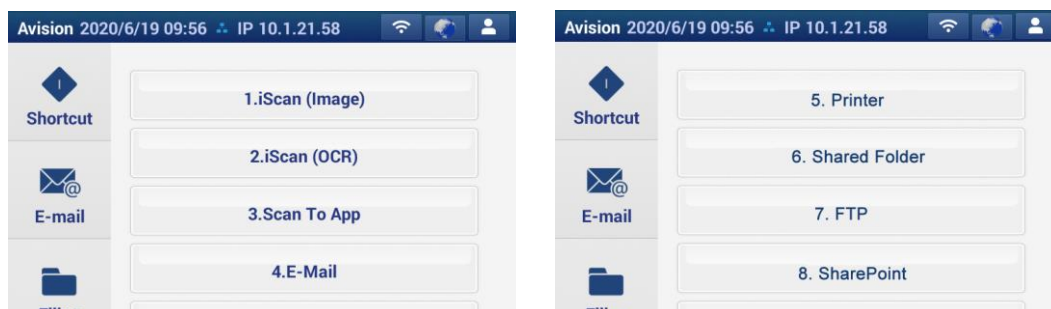 Avision 2020/6/19 09:56 IP 10.1.21.58
Shortcut
E-mail
1.iScan (Image)
2.iScan (OCR)
3.Scan To App
4.E-Mail
Avision 2020/6/19 09:56 IP 10.1.21.58
Shortcut
E-mail
5. Printer
6. Shared Folder
7. FTP
8. SharePoint